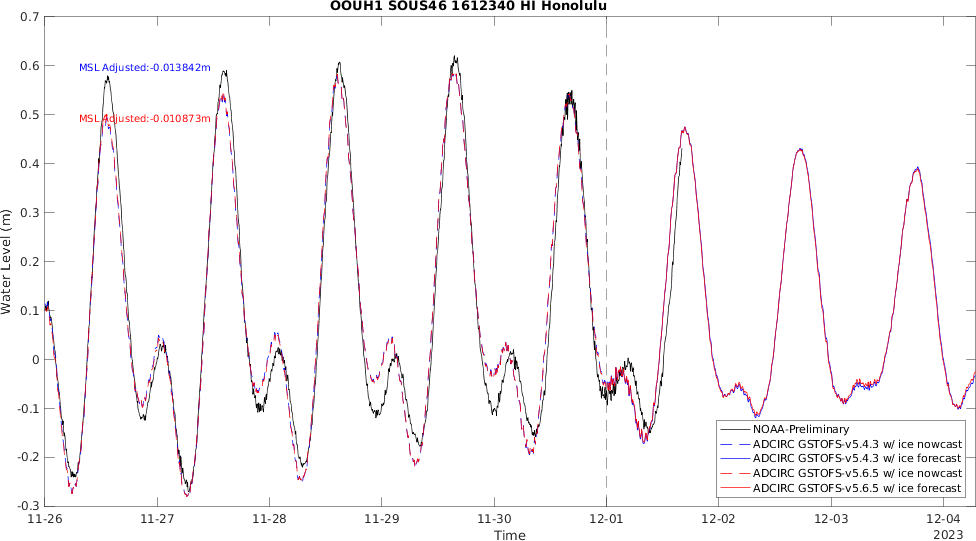 OOUH1 SOUS46 1612340 HI Honolulu
0.7
0.6
0.5
0.4
0.3
0.2
0.1
0
-0.1
-0.2
-0.3
Water Level (m)
MSL Adjusted:-0.013842m
MSL Adjusted:-0.010873m
NOAA-Preliminary
ADCIRC GSTOFS-v5.4.3 w/ ice nowcast
ADCIRC GSTOFS-v5.4.3 w/ ice forecast
ADCIRC GSTOFS-v5.6.5 w/ ice nowcast
ADCIRC GSTOFS-v5.6.5 w/ ice forecast
11-26 11-27 11-28 11-29 11-30 12-01 12-02 12-03 12-04
Time
2023